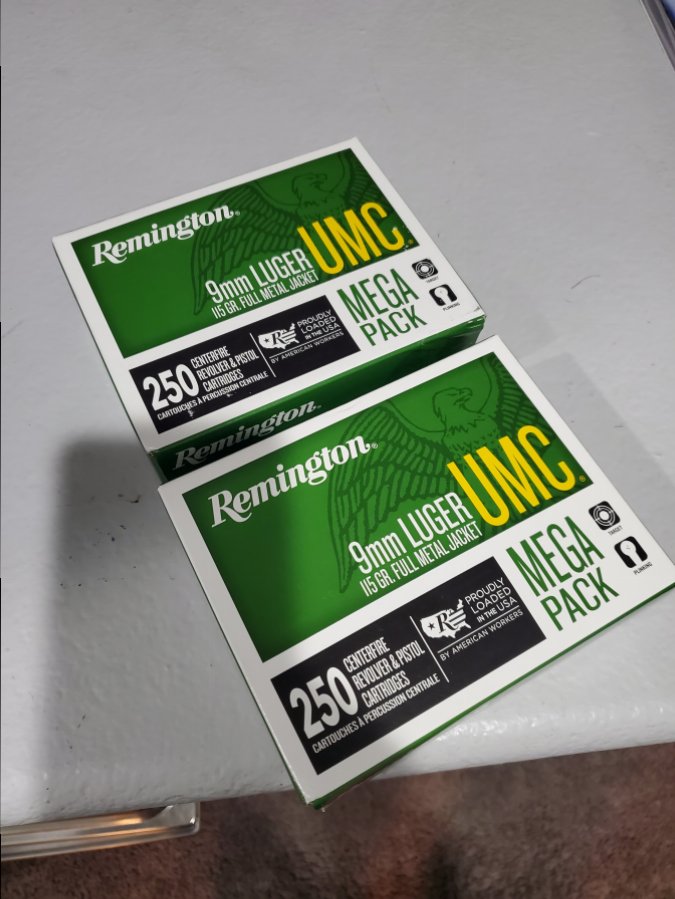 Remington®
UMC®
9mm LUGER
115 GR. FULL METAL JACKET
MEGA
PACK
TARGET
PLINKING
250
CENTERFIRE
REVOLVER & PISTOL
CARTRIDGES
CARTOUCHES À PERCUSSION CENTRALE
R
PROUDLY
LOADED
IN THE USA
BY AMERICAN WORKERS
Remington
Remington®
UMC®
9mm LUGER
115 GR. FULL METAL JACKET
MEGA
PACK
TARGET
PLINKING
250
CENTERFIRE
REVOLVER & PISTOL
CARTRIDGES
CARTOUCHES À PERCUSSION CENTRALE
R
PROUDLY
LOADED
IN THE USA
BY AMERICAN WORKERS